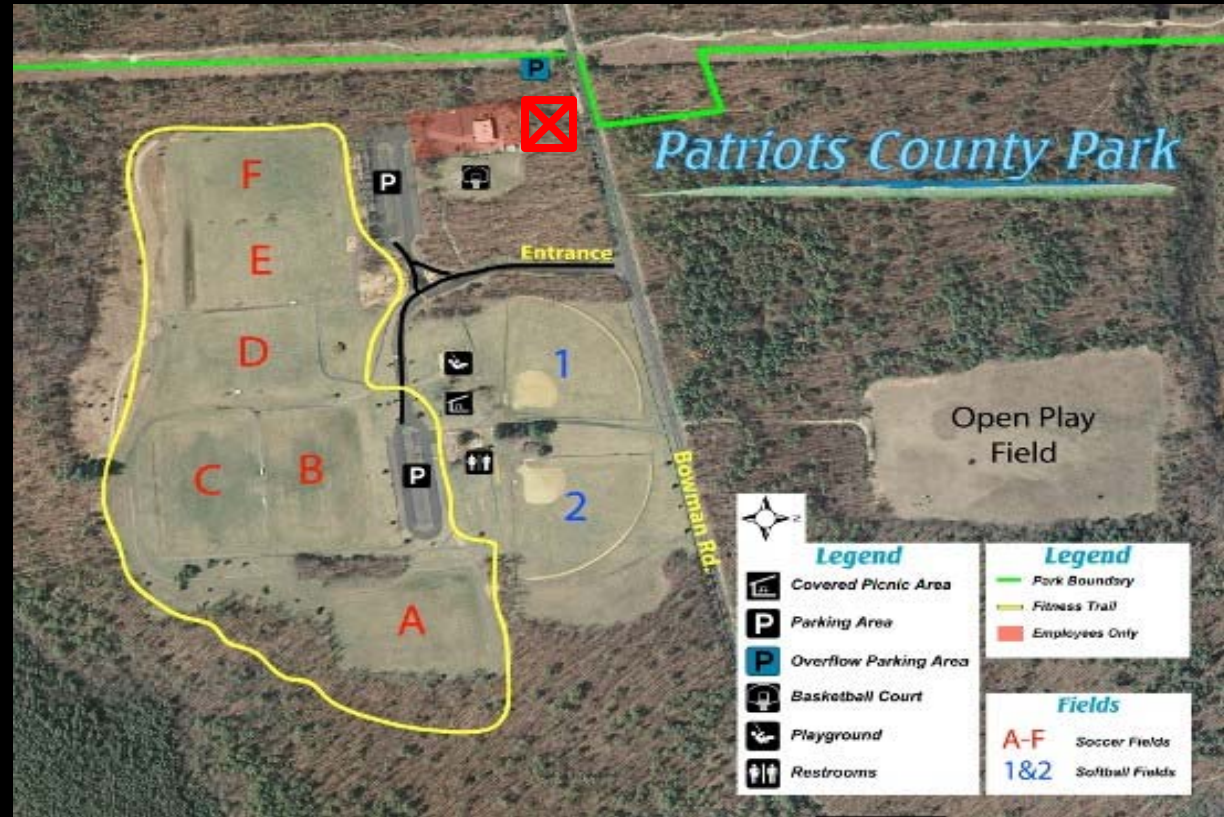 P
Patriots County Park
F
P
E
Entrance
D
1
Open Play
Field
C
B
P
2
Bowman Rd.
A
N
Legend
Covered Picnic Area
P
Parking Area
P
Overflow Parking Area
Basketball Court
Playground
Restrooms
Legend
Park Boundary
Fitness Trail
Employees Only
Fields
A-F
Soccer Fields
1&2
Softball Fields